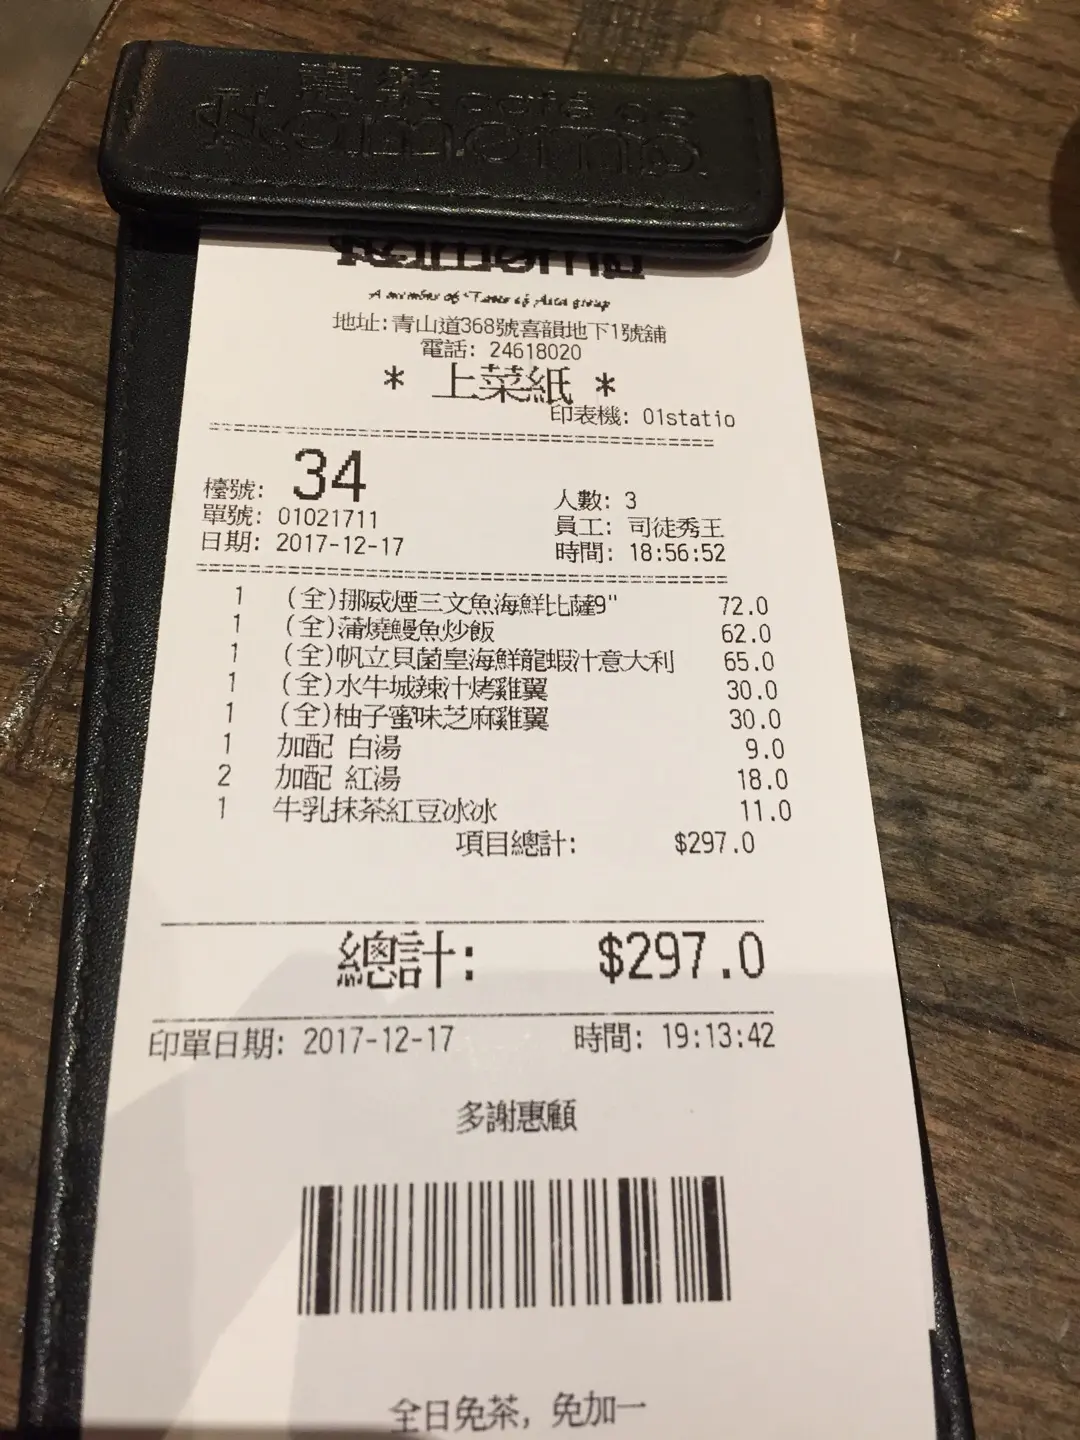 café de
A member of Taste of Asia group
地址:青山道368號喜韻地下1號舖
電話: 24618020
* 上菜紙 *
印表機: 01statio
檯號: 34
人數: 3
單號: 01021711
員工: 司徒秀王
日期: 2017-12-17
時間: 18:56:52
1 (全)挪威煙三文魚海鮮比薩9" 72.0
1 (全)蒲燒鰻魚炒飯 62.0
1 (全)帆立貝菌皇海鮮龍蝦汁意大利 65.0
1 (全)水牛城辣汁烤雞翼 30.0
1 (全)柚子蜜味芝麻雞翼 30.0
1 加配 白湯 9.0
2 加配 紅湯 18.0
1 牛乳抹茶紅豆冰冰 11.0
項目總計: $297.0
總計: $297.0
印單日期: 2017-12-17 時間: 19:13:42
多謝惠顧
全日免茶, 免加一